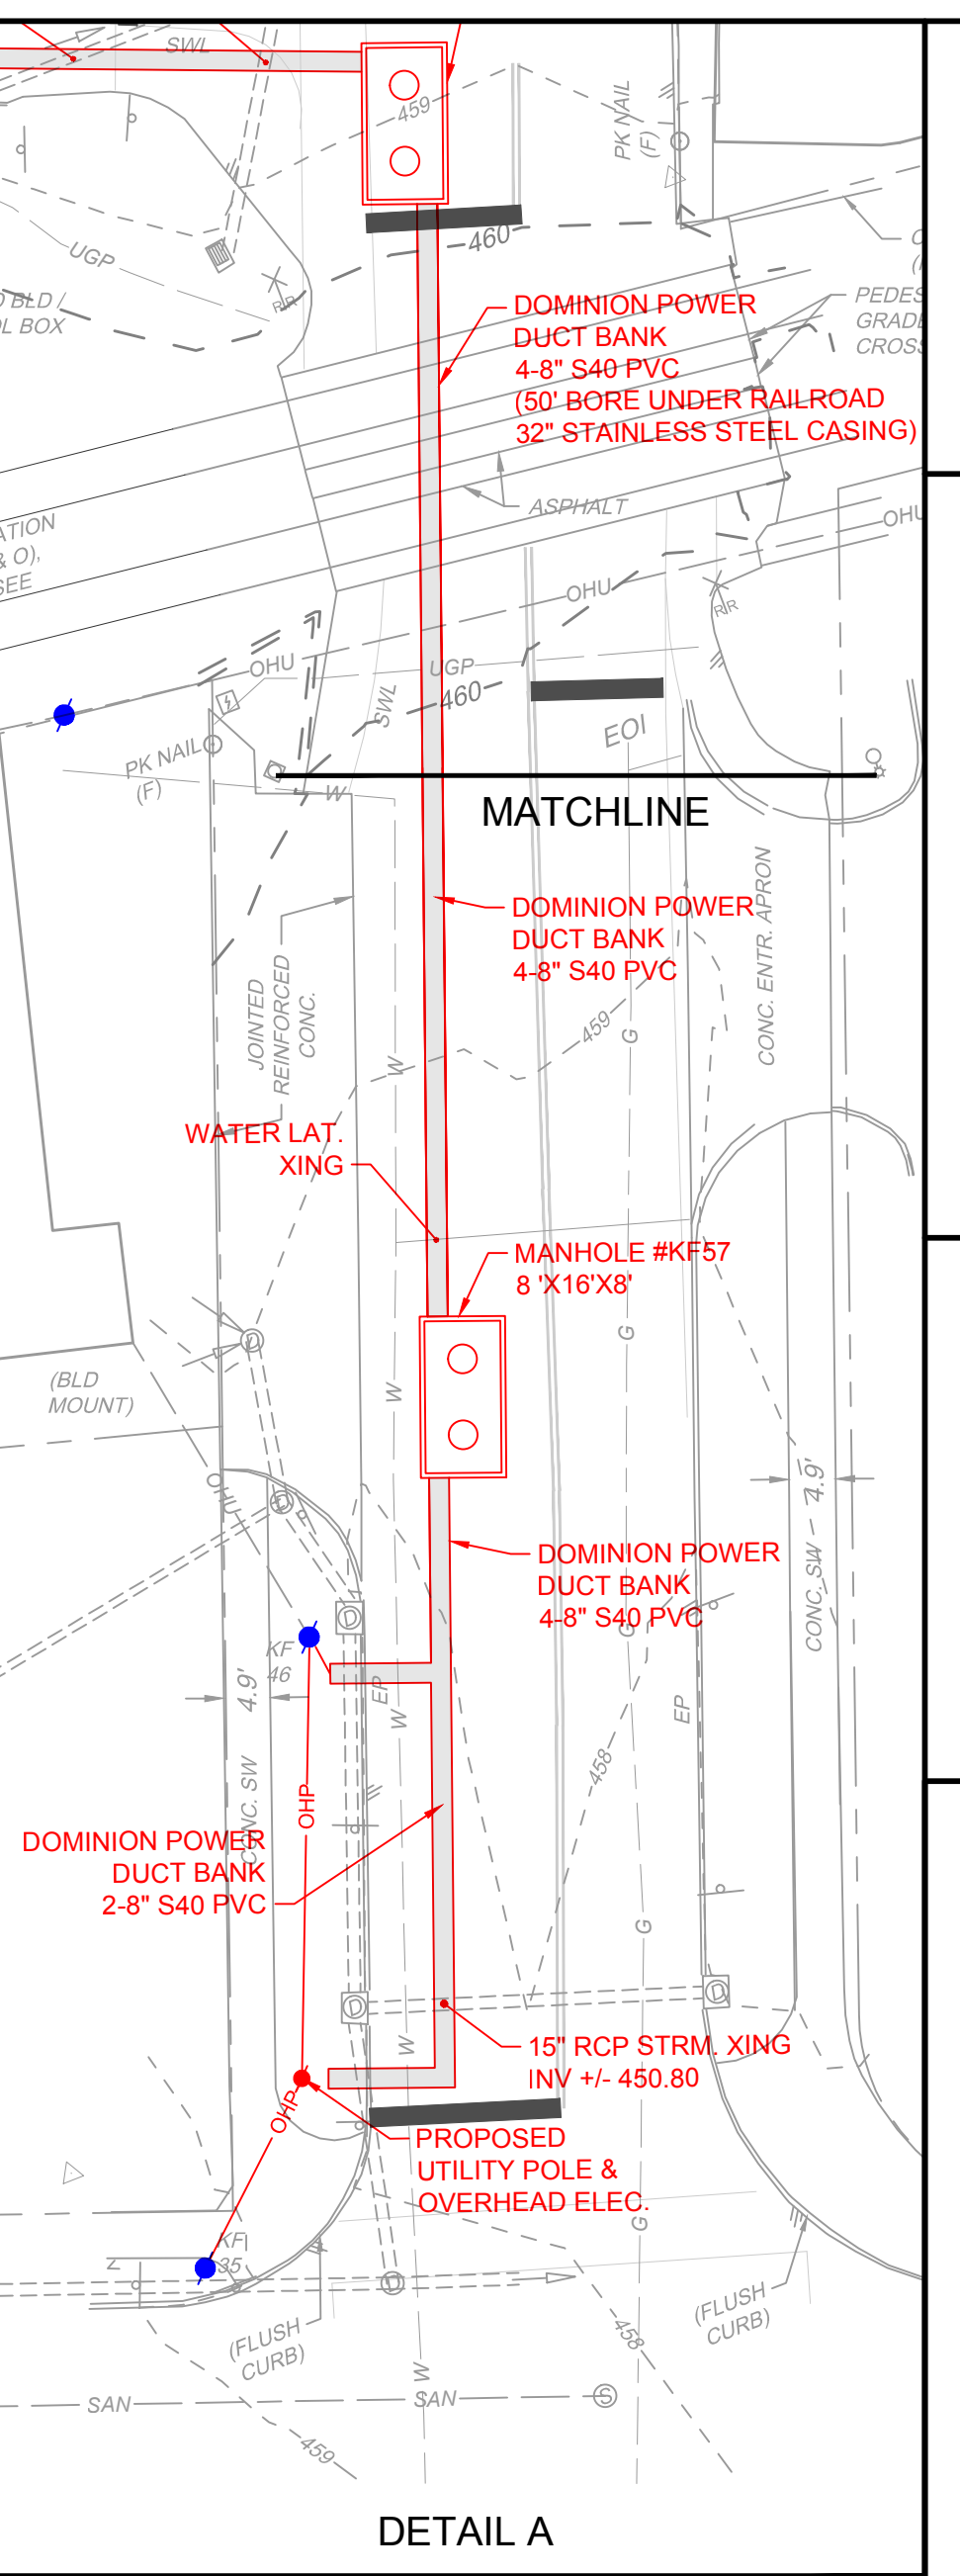 SWL
459
PK NAIL
(F)
460
UGP
R R
BLD /
BOX
DOMINION POWER
DUCT BANK
4-8" S40 PVC
(50' BORE UNDER RAILROAD
32" STAINLESS STEEL CASING)
ASPHALT
OHU
& O),
SEE
OHU
R R
OHU
UGP
460
SWL
EOI
PK NAIL
(F)
W
MATCHLINE
DOMINION POWER
DUCT BANK
4-8" S40 PVC
CONC. ENTR. APRON
JOINTED
REINFORCED
CONC.
459
G
W
WATER LAT.
XING
MANHOLE #KF57
8 'X16'X8'
G
D
(BLD
MOUNT)
W
OHU
D
4.9'
DOMINION POWER
DUCT BANK
4-8" S40 PVC
CONC. SW
D
G
KF
46
4.9'
EP
W
EP
458
CONC. SW
OHP
DOMINION POWER
DUCT BANK
2-8" S40 PVC
G
D
D
W
15" RCP STRM. XING
INV +/- 450.80
OHP
PROPOSED
UTILITY POLE &
OVERHEAD ELEC.
G
KF
35
D
(FLUSH
CURB)
(FLUSH
CURB)
458
W
SAN
SAN
S
459
DETAIL A